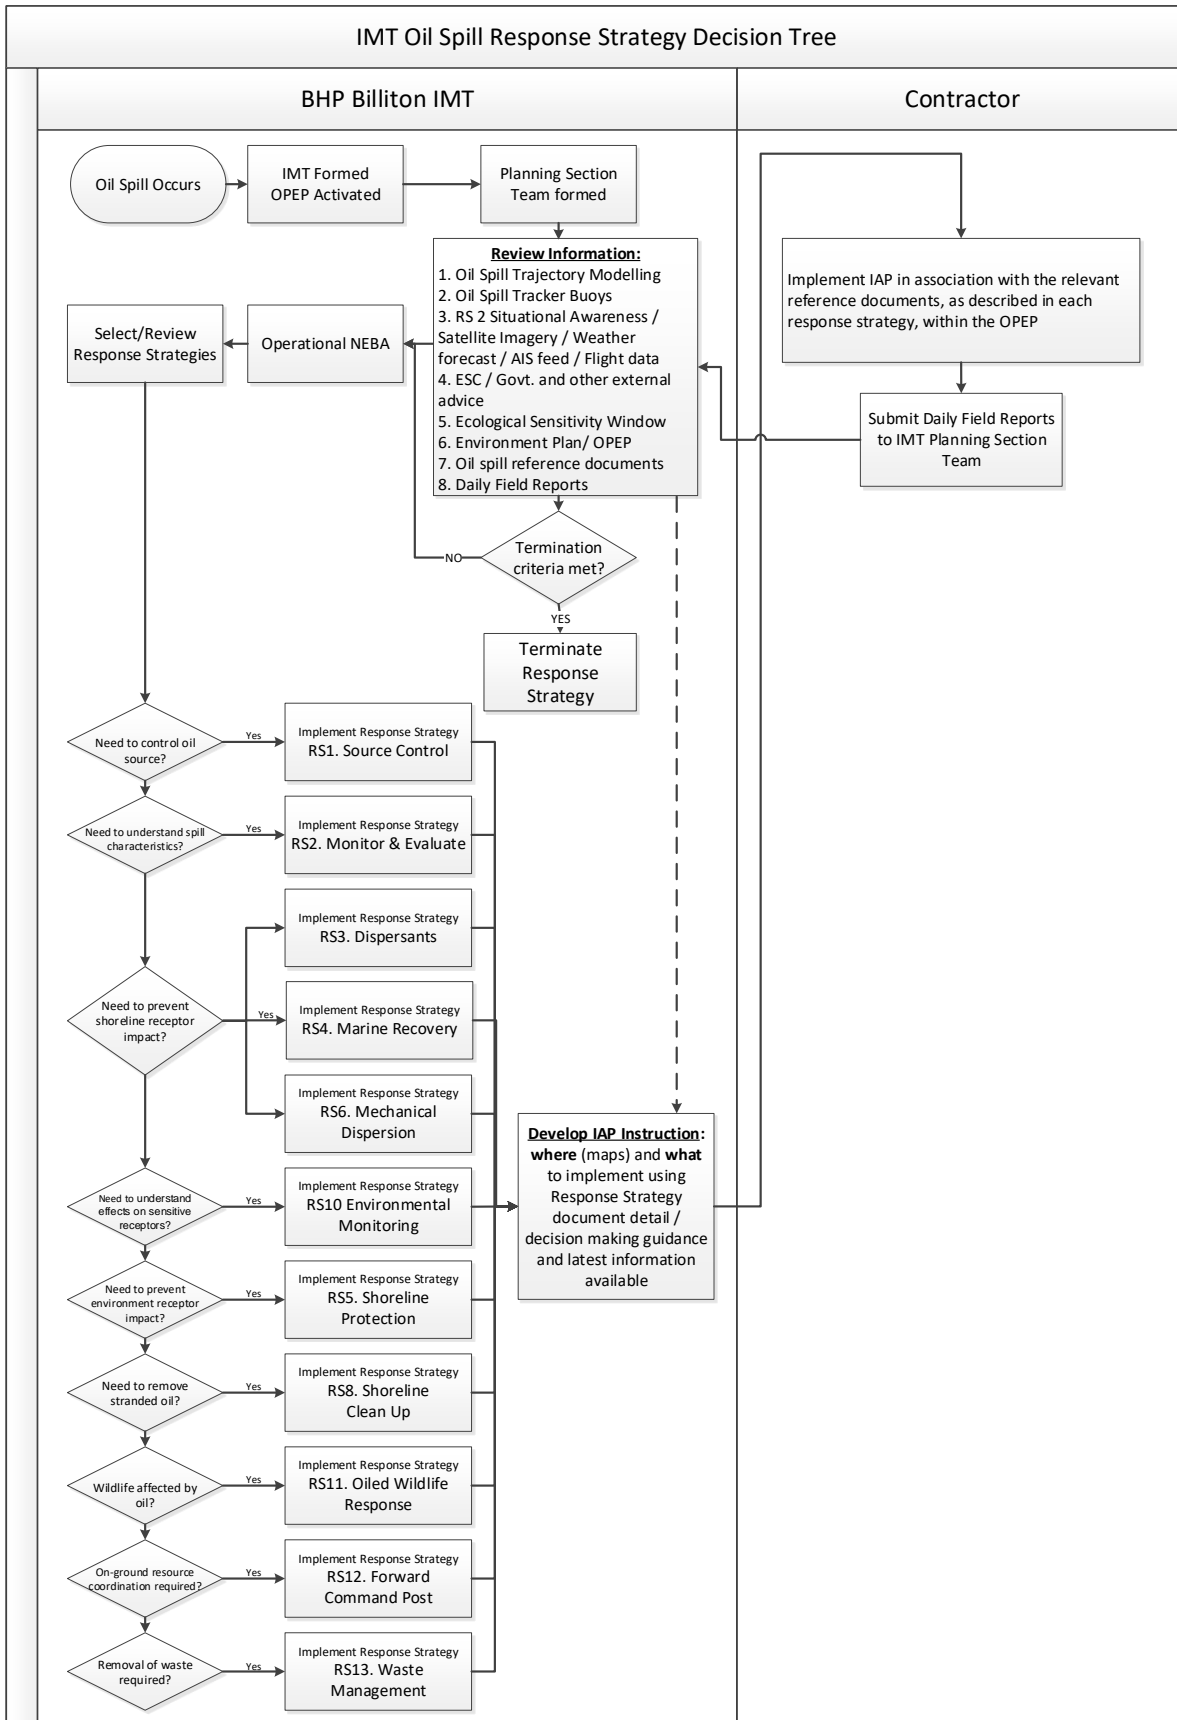 IMT Oil Spill Response Strategy Decision Tree
BHP Billiton IMT
Contractor
Oil Spill Occurs
IMT Formed
OPEP Activated
Planning Section
Team formed
Review Information:
1. Oil Spill Trajectory Modelling
2. Oil Spill Tracker Buoys
3. RS 2 Situational Awareness /
Satellite Imagery / Weather
forecast / AIS feed / Flight data
4. ESC / Govt. and other external
advice
5. Ecological Sensitivity Window
6. Environment Plan/ OPEP
7. Oil spill reference documents
8. Daily Field Reports
Implement IAP in association with the relevant
reference documents, as described in each
response strategy, within the OPEP
Select/Review
Response Strategies
Operational NEBA
Submit Daily Field Reports
to IMT Planning Section
Team
Termination
criteria met?
NO
YES
Terminate
Response
Strategy
Need to control oil
source?
Yes
Implement Response Strategy
RS1. Source Control
Need to understand spill
characteristics?
Yes
Implement Response Strategy
RS2. Monitor & Evaluate
Implement Response Strategy
RS3. Dispersants
Need to prevent
shoreline receptor
impact?
Yes
Implement Response Strategy
RS4. Marine Recovery
Implement Response Strategy
RS6. Mechanical
Dispersion
Develop IAP Instruction:
where (maps) and what
to implement using
Response Strategy
document detail /
decision making guidance
and latest information
available
Need to understand
effects on sensitive
receptors?
Yes
Implement Response Strategy
RS10 Environmental
Monitoring
Need to prevent
environment receptor
impact?
Yes
Implement Response Strategy
RS5. Shoreline
Protection
Need to remove
stranded oil?
Yes
Implement Response Strategy
RS8. Shoreline
Clean Up
Wildlife affected by
oil?
Yes
Implement Response Strategy
RS11. Oiled Wildlife
Response
On-ground resource
coordination required?
Yes
Implement Response Strategy
RS12. Forward
Command Post
Removal of waste
required?
Yes
Implement Response Strategy
RS13. Waste
Management